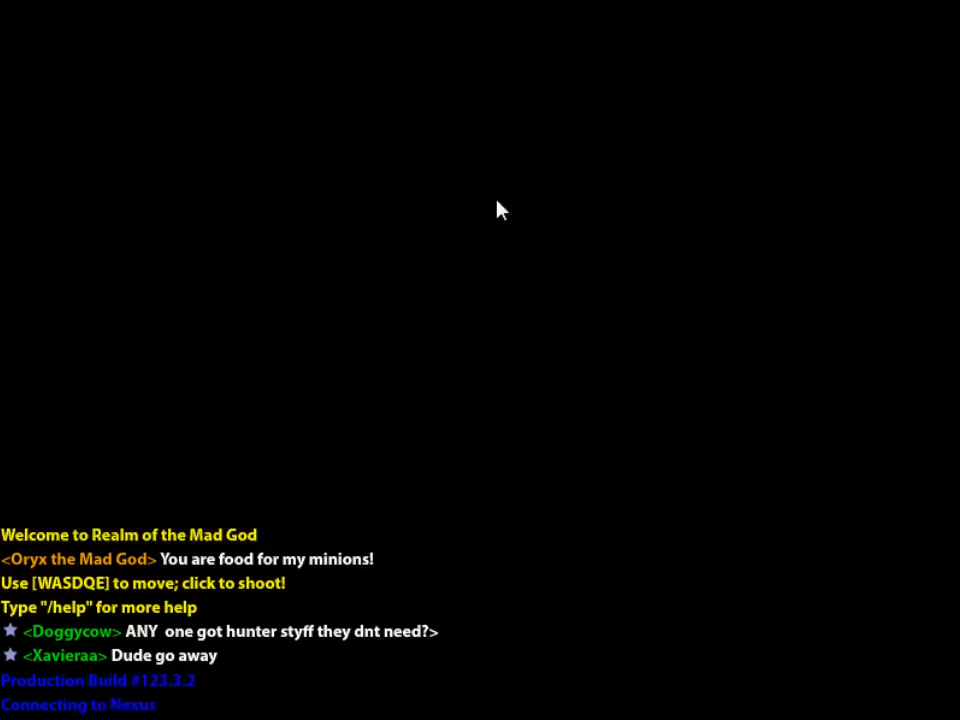 Welcome to Realm of the Mad God
<Oryx the Mad God> You are food for my minions!
Use [WASDQE] to move; click to shoot!
Type "/help" for more help
<Doggycow> ANY  one got hunter styff they dnt need?>
<Xavieraa> Dude go away
Production Build #123.3.2
Connecting to Nexus